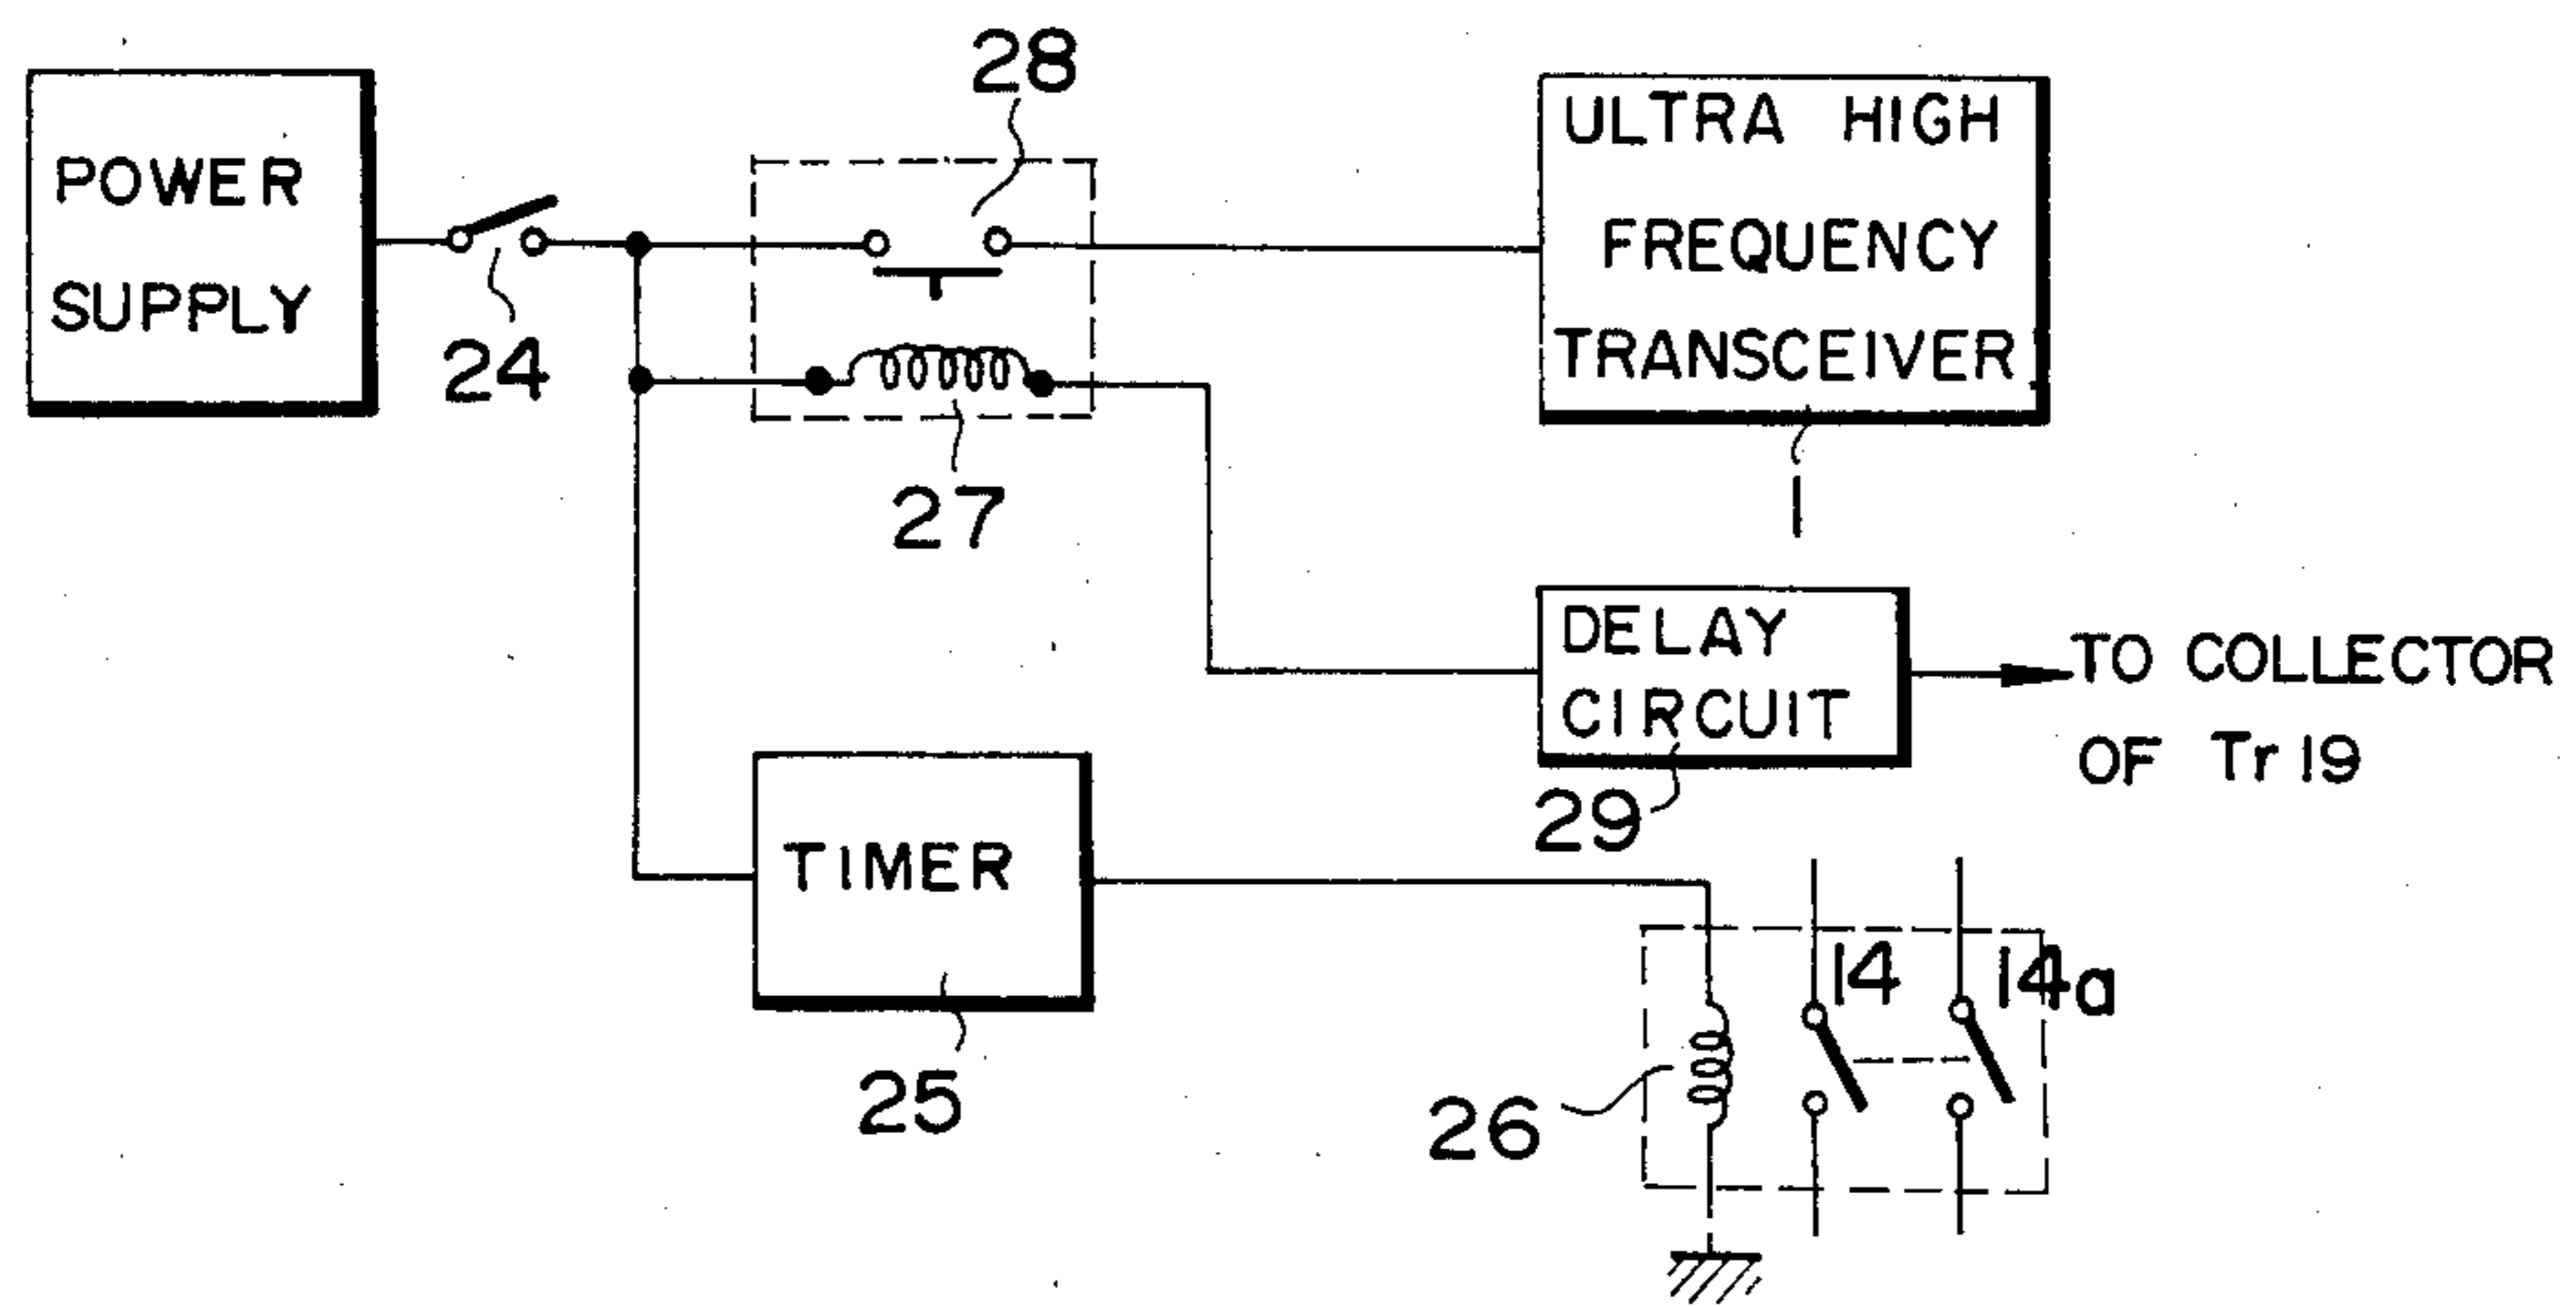 28
POWER
SUPPLY
24
27
ULTRA HIGH
FREQUENCY
TRANSCEIVER
1
DELAY
CIRCUIT
29
TO COLLECTOR
OF Tr 19
TIMER
25
14
14a
26